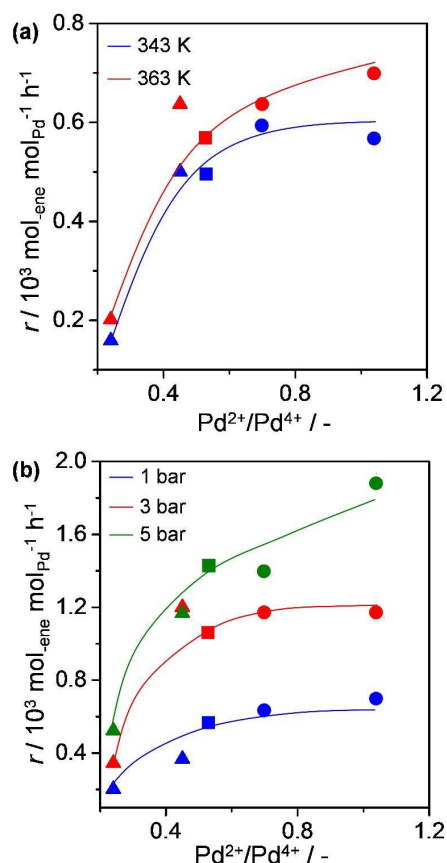 (a)
343 K
363 K
0.8
0.6
0.4
0.2
r / 10³ mol₋ene molPd⁻¹ h⁻¹
0.4
0.8
1.2
Pd²⁺/Pd⁴⁺ / -
(b)
1 bar
3 bar
5 bar
2.0
1.6
1.2
0.8
0.4
r / 10³ mol₋ene molPd⁻¹ h⁻¹
0.4
0.8
1.2
Pd²⁺/Pd⁴⁺ / -